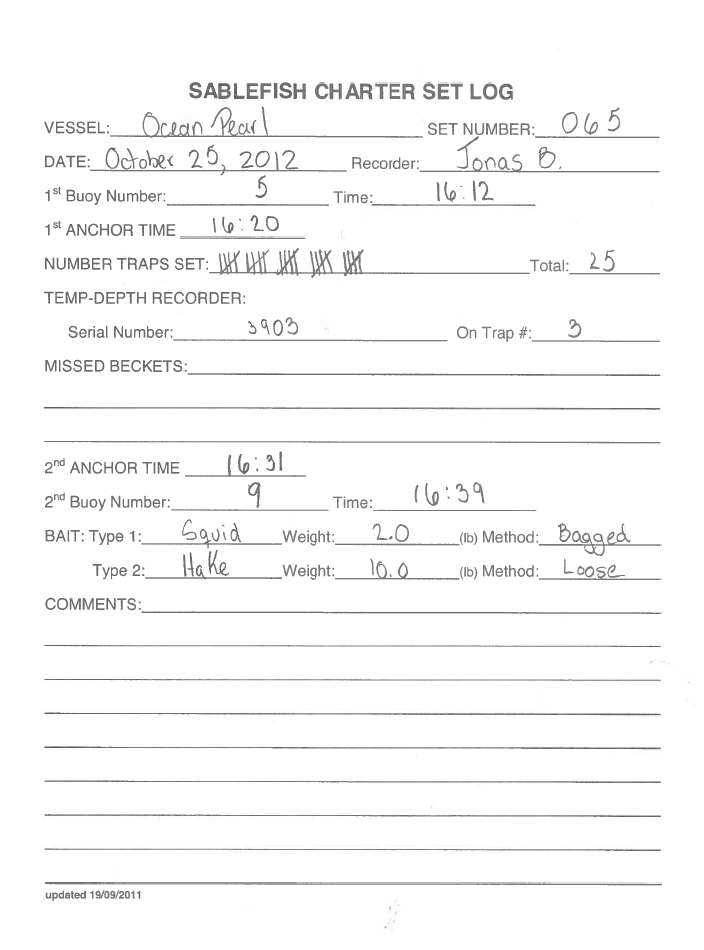 SABLEFISH CHARTER SET LOG
VESSEL: Ocean Pearl SET NUMBER: 065
DATE: October 25, 2012 Recorder: Jonas B.
1st Buoy Number: 5 Time: 16:12
1st ANCHOR TIME 16:20
NUMBER TRAPS SET: 𝍸 𝍸 𝍸 𝍸 𝍸 Total: 25
TEMP-DEPTH RECORDER:
Serial Number: 3903 On Trap #: 3
MISSED BECKETS:
2nd ANCHOR TIME 16:31
2nd Buoy Number: 9 Time: 16:39
BAIT: Type 1: Squid Weight: 2.0 (lb) Method: Bagged
Type 2: Hake Weight: 10.0 (lb) Method: Loose
COMMENTS:
updated 19/09/2011